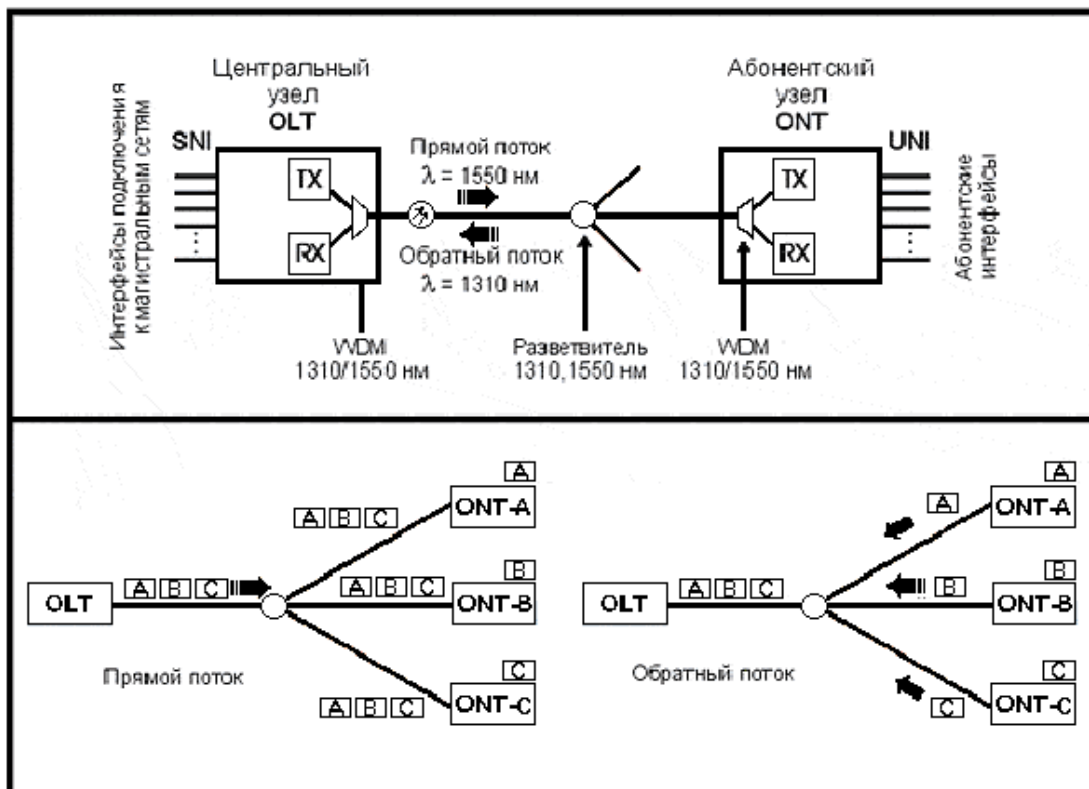 Центральный
узел
OLT
Абонентский
узел
ONT
Интерфейсы подключения
к магистральным сетям
SNI
TX
RX
Прямой поток
λ = 1550 нм
Обратный поток
λ = 1310 нм
TX
RX
UNI
Абонентские
интерфейсы
WDM
1310/1550 нм
Разветвитель
1310,1550 нм
WDM
1310/1550 нм
A
ONT-A
A B C
OLT
A B C
A B C
B
ONT-B
C
ONT-C
A B C
Прямой поток
A
ONT-A
A
OLT
A B C
B
B
ONT-B
C
ONT-C
C
Обратный поток